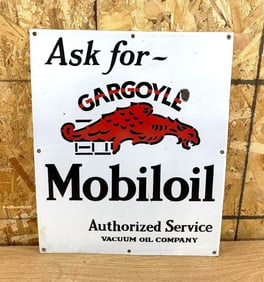 Ask for~
GARGOYLE
Mobiloil
Authorized Service
VACUUM OIL COMPANY